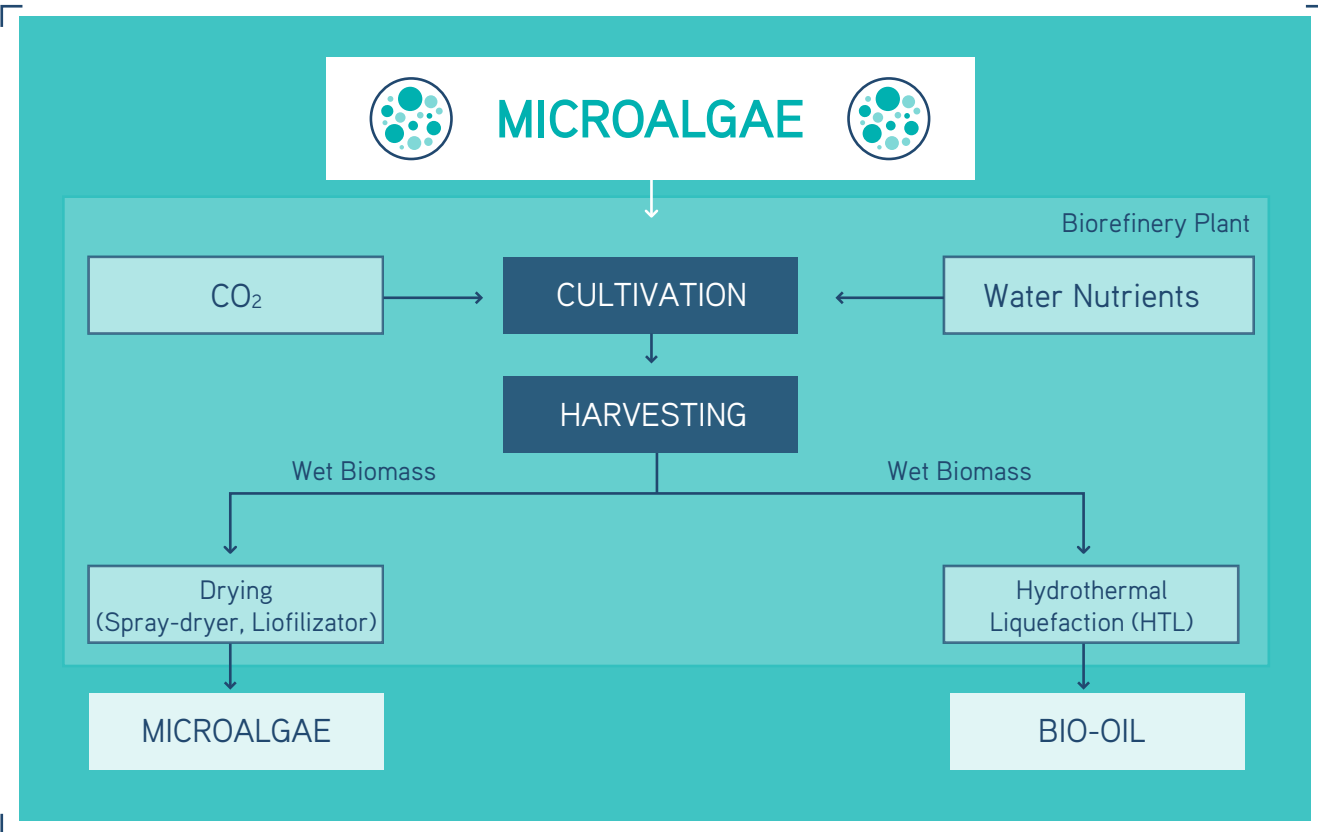 MICROALGAE
Biorefinery Plant
CO₂
CULTIVATION
Water Nutrients
HARVESTING
Wet Biomass
Wet Biomass
Drying
(Spray-dryer, Liofilizator)
Hydrothermal
Liquefaction (HTL)
MICROALGAE
BIO-OIL